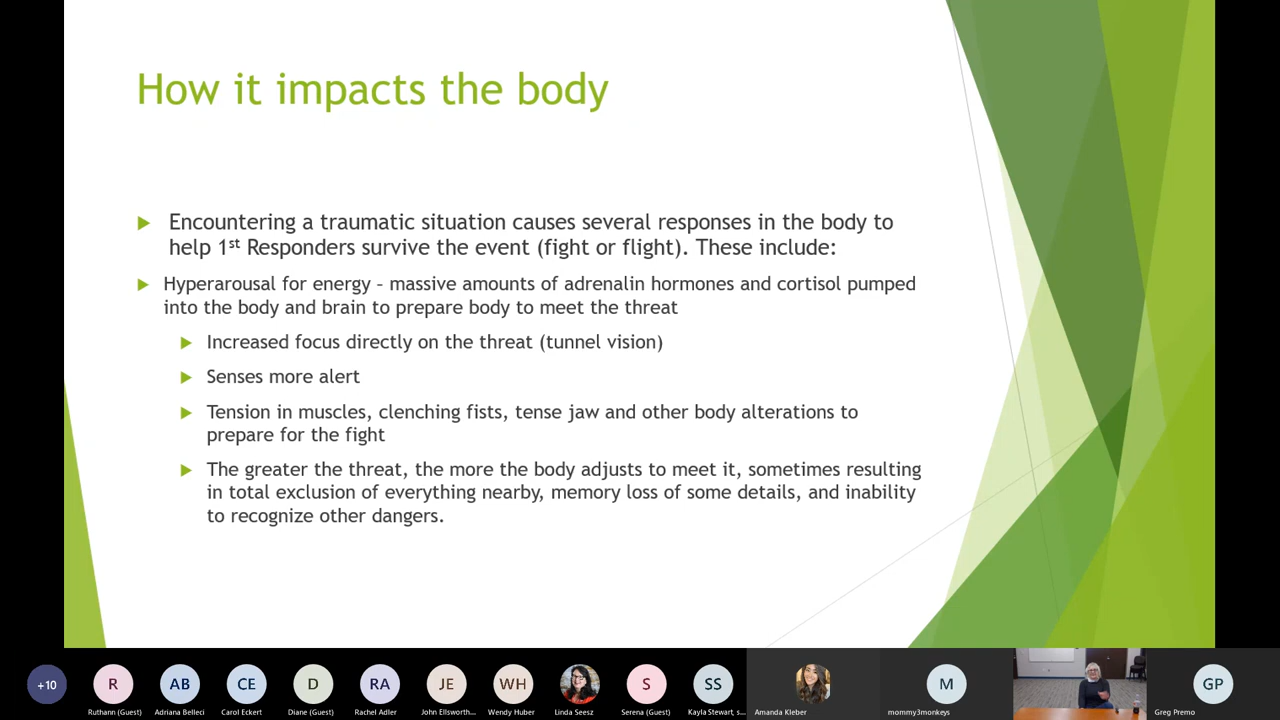 How it impacts the body
Encountering a traumatic situation causes several responses in the body to
help 1st Responders survive the event (fight or flight). These include:
Hyperarousal for energy – massive amounts of adrenalin hormones and cortisol pumped
into the body and brain to prepare body to meet the threat
Increased focus directly on the threat (tunnel vision)
Senses more alert
Tension in muscles, clenching fists, tense jaw and other body alterations to
prepare for the fight
The greater the threat, the more the body adjusts to meet it, sometimes resulting
in total exclusion of everything nearby, memory loss of some details, and inability
to recognize other dangers.
+10 R AB CE D RA JE WH S SS M GP
Ruthann (Guest) Adriana Belleci Carol Eckert Diane (Guest) Rachel Adler John Ellsworth... Wendy Huber Linda Seesz Serena (Guest) Kayla Stewart, s... Amanda Kleber mommy3monkeys Greg Premo